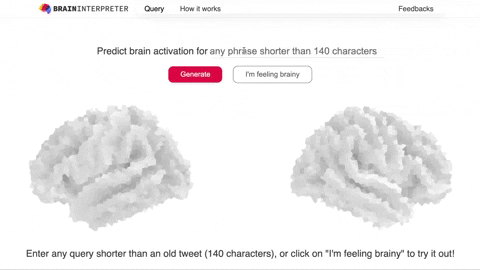 BRAININTERPRETER Query How it works Feedbacks
Predict brain activation for any phrase shorter than 140 characters
Generate I'm feeling brainy
Enter any query shorter than an old tweet (140 characters), or click on "I'm feeling brainy" to try it out!